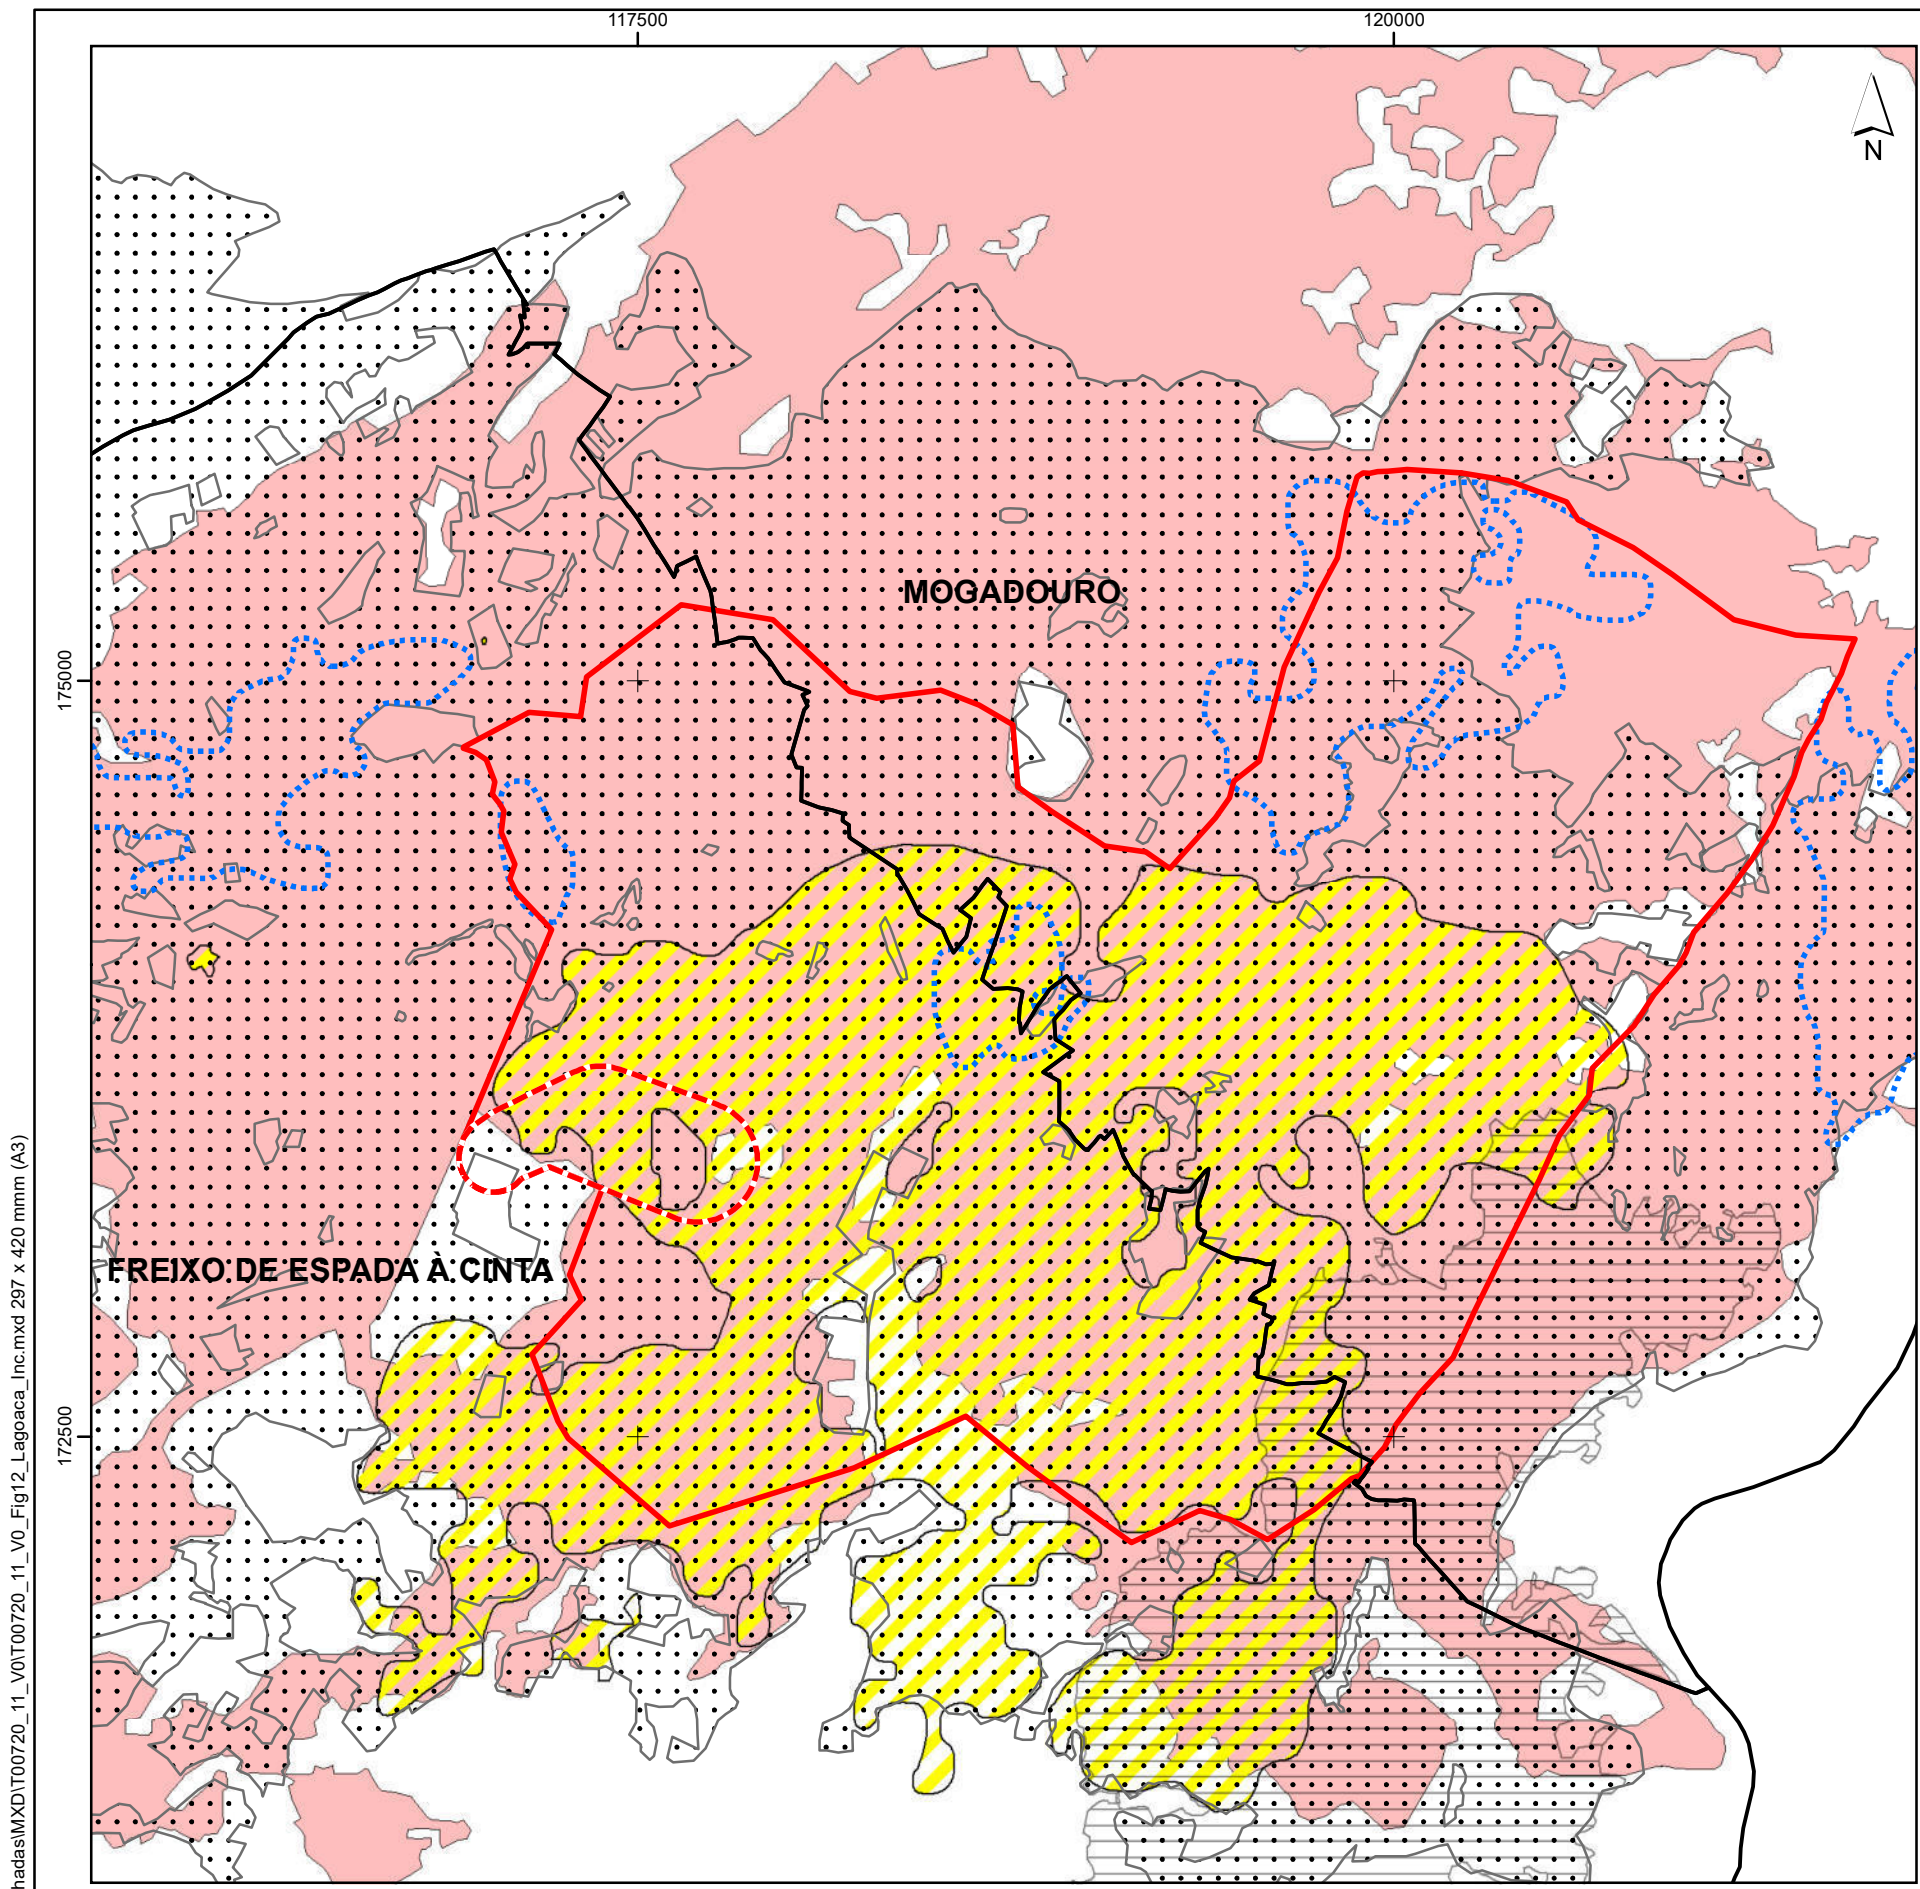 117500
120000
N
MOGADOURO
175000
FREIXO DE ESPADA À CINTA
172500
hadas\MXD\T00720_11_V0\T00720_11_V0_Fig12_Lagoaca_Inc.mxd 297 x 420 mmm (A3)